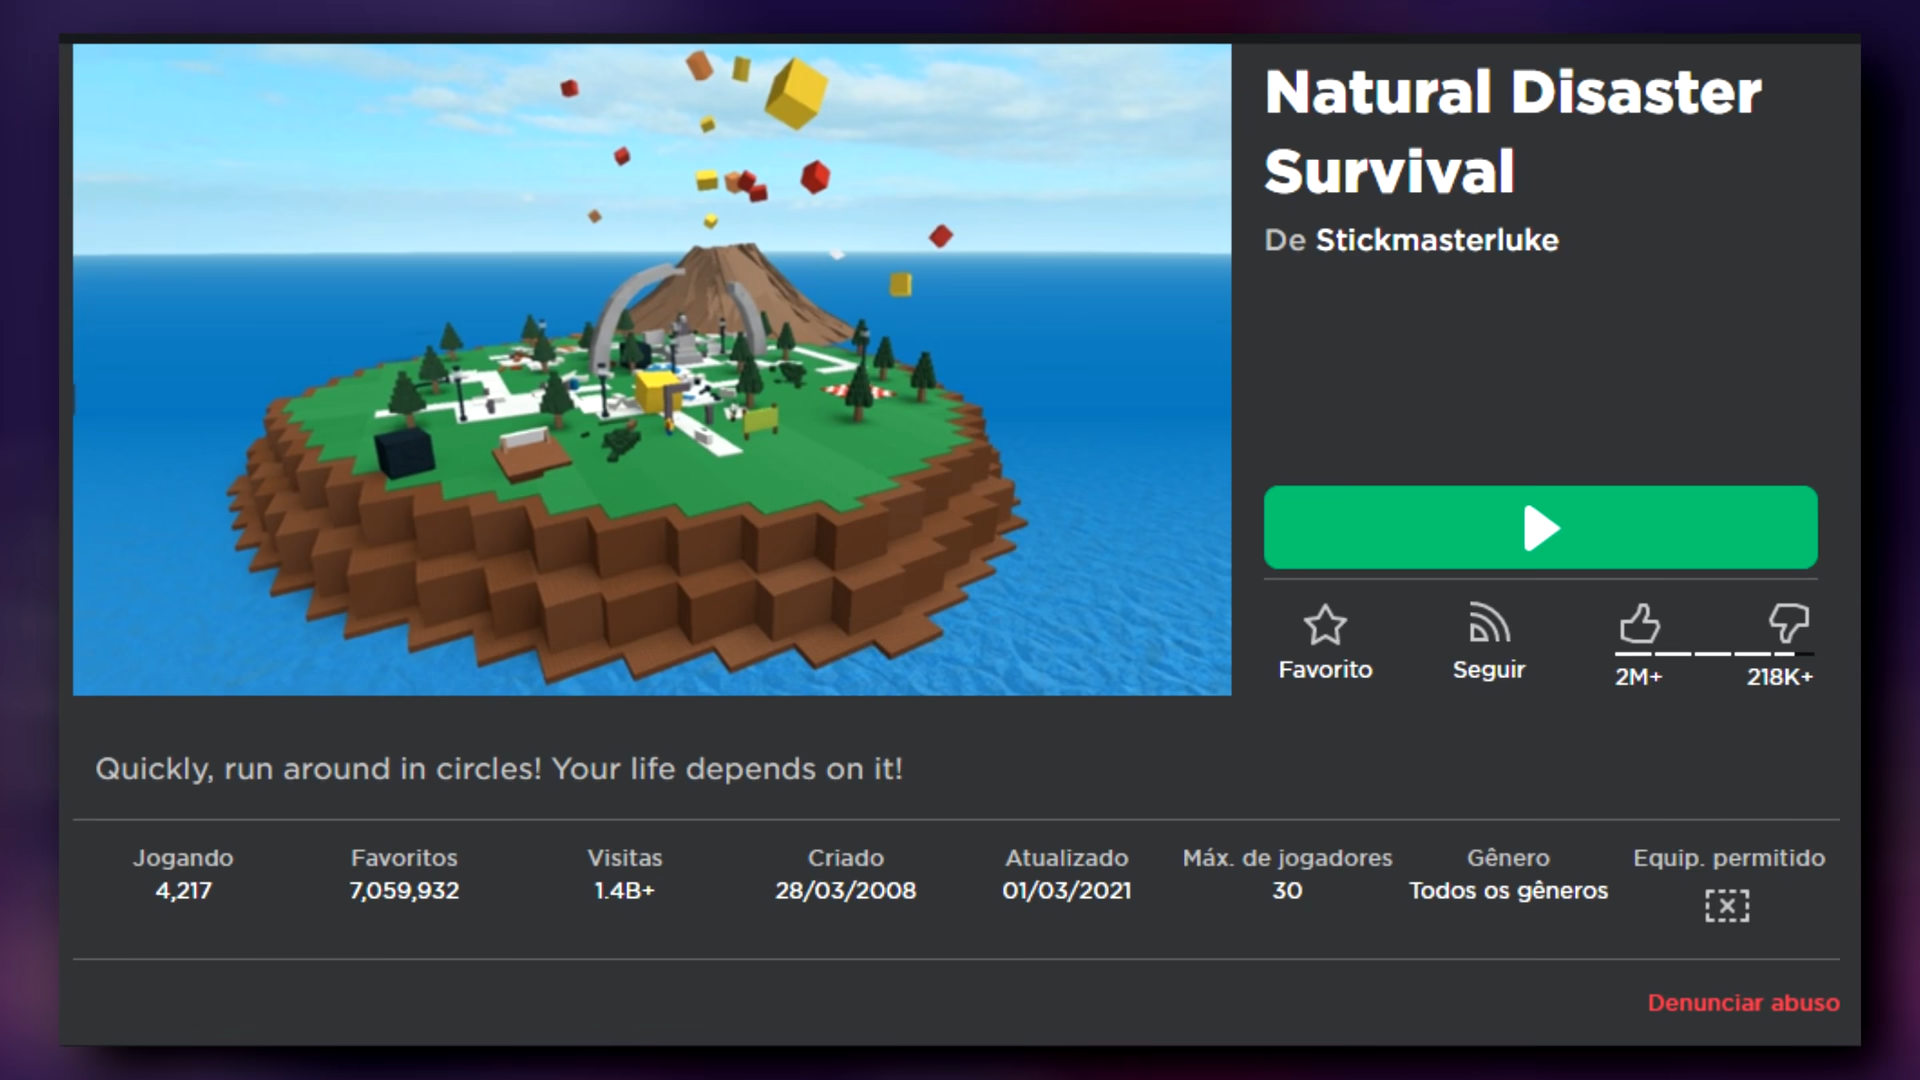 Natural Disaster
Survival
De Stickmasterluke
Favorito
Seguir
2M+
218K+
Quickly, run around in circles! Your life depends on it!
Jogando
4,217
Favoritos
7,059,932
Visitas
1.4B+
Criado
28/03/2008
Atualizado
01/03/2021
Máx. de jogadores
30
Gênero
Todos os gêneros
Equip. permitido
Denunciar abuso